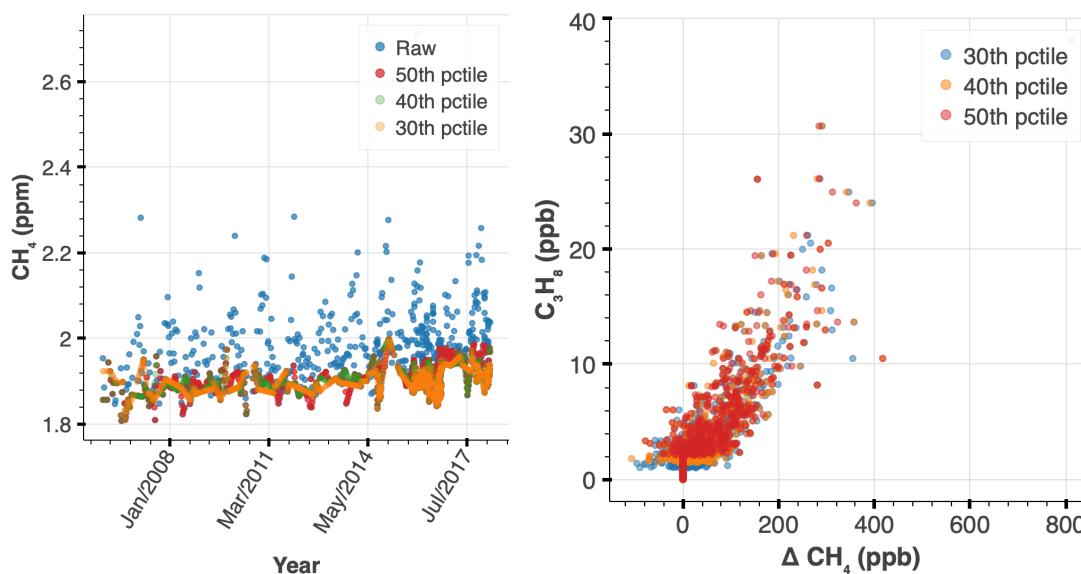 CH₄ (ppm)
2.6
2.4
2.2
2
1.8
Raw
50th pctile
40th pctile
30th pctile
Jan/2008
Mar/2011
May/2014
Jul/2017
Year
C₃H₈ (ppb)
40
30
20
10
0
30th pctile
40th pctile
50th pctile
0
200
400
600
800
Δ CH₄ (ppb)